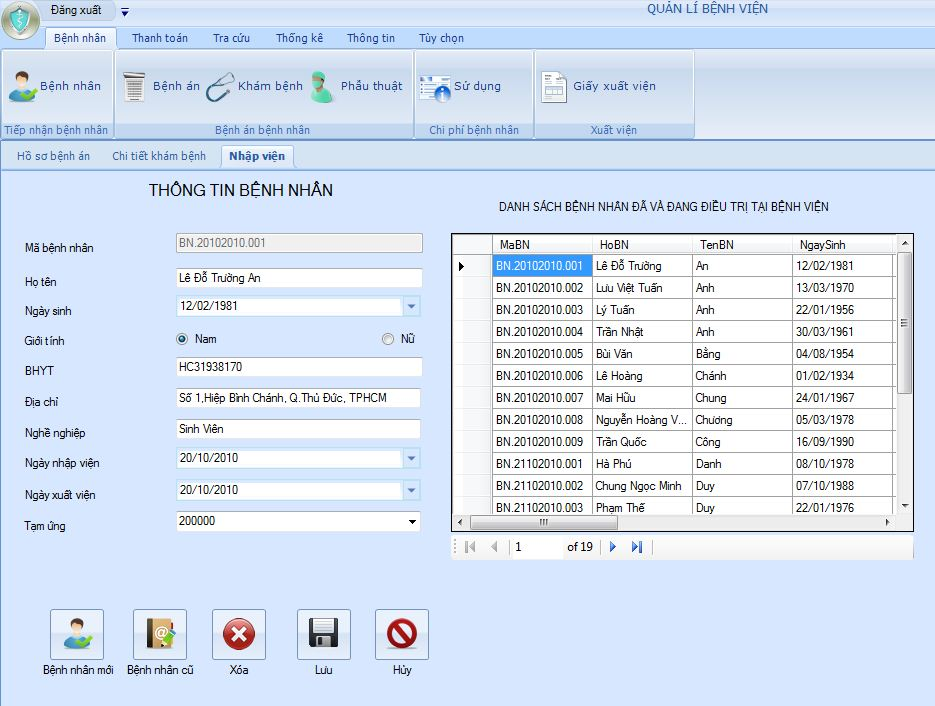 Đăng xuất
QUẢN LÍ BỆNH VIỆN
Bệnh nhân Thanh toán Tra cứu Thống kê Thông tin Tùy chọn
Bệnh nhân Bệnh án Khám bệnh Phẫu thuật Sử dụng Giấy xuất viện
Tiếp nhận bệnh nhân Bệnh án bệnh nhân Chi phí bệnh nhân Xuất viện
Hồ sơ bệnh án Chi tiết khám bệnh Nhập viện
THÔNG TIN BỆNH NHÂN
Mã bệnh nhân BN.20102010.001
Họ tên Lê Đỗ Trường An
Ngày sinh 12/02/1981
Giới tính Nam Nữ
BHYT HC31938170
Địa chỉ Số 1,Hiệp Bình Chánh, Q.Thủ Đức, TPHCM
Nghề nghiệp Sinh Viên
Ngày nhập viện 20/10/2010
Ngày xuất viện 20/10/2010
Tạm ứng 200000
DANH SÁCH BỆNH NHÂN ĐÃ VÀ ĐANG ĐIỀU TRỊ TẠI BỆNH VIỆN
MaBN HoBN TenBN NgaySinh
BN.20102010.001 Lê Đỗ Trường An 12/02/1981
BN.20102010.002 Lưu Việt Tuấn Anh 13/03/1970
BN.20102010.003 Lý Tuấn Anh 22/01/1956
BN.20102010.004 Trần Nhật Anh 30/03/1961
BN.20102010.005 Bùi Văn Bằng 04/08/1954
BN.20102010.006 Lê Hoàng Chánh 01/02/1934
BN.20102010.007 Mai Hữu Chung 24/01/1967
BN.20102010.008 Nguyễn Hoàng V... Chương 05/03/1978
BN.20102010.009 Trần Quốc Công 16/09/1990
BN.21102010.001 Hà Phú Danh 08/10/1978
BN.21102010.002 Chung Ngọc Minh Duy 07/10/1988
BN.21102010.003 Phạm Thế Duy 22/01/1976
1 of 19
Bệnh nhân mới Bệnh nhân cũ Xóa Lưu Hủy